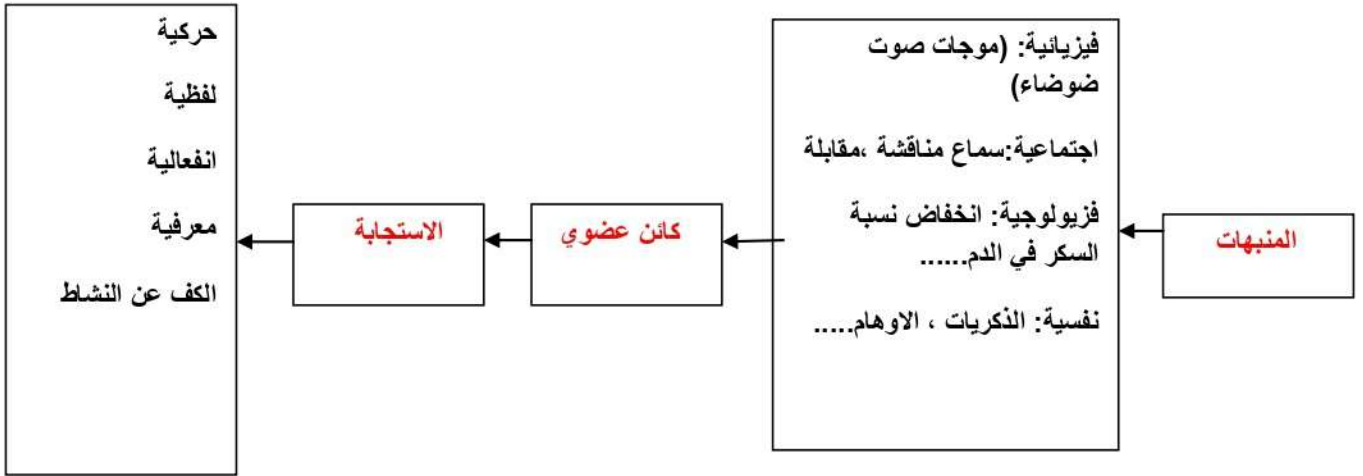 المنبهات
فيزيائية: (موجات صوت
ضوضاء)
اجتماعية:سماع مناقشة ،مقابلة
فزيولوجية: انخفاض نسبة
السكر في الدم......
نفسية: الذكريات ، الاوهام.....
كائن عضوي
الاستجابة
حركية
لفظية
انفعالية
معرفية
الكف عن النشاط